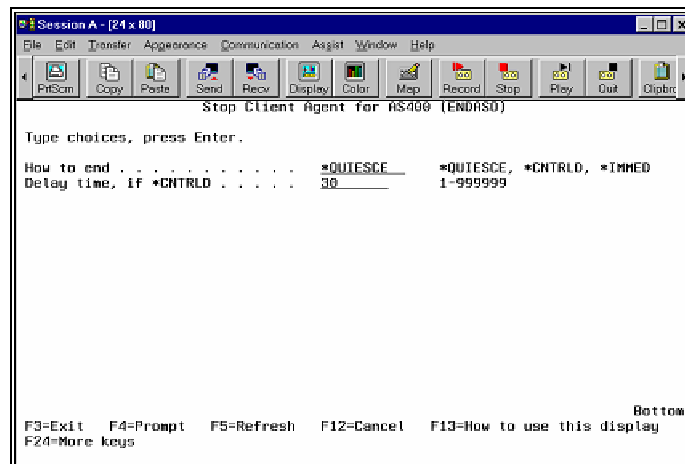 Session A - [24 x 80]
File Edit Transfer Appearance Communication Assist Window Help
PrtScrn Copy Paste Send Recv Display Color Map Record Stop Play Quit Clipbrd
Stop Client Agent for AS400 (ENDASO)
Type choices, press Enter.
How to end . . . . . . . . . . . *QUIESCE *QUIESCE, *CNTRLD, *IMMED
Delay time, if *CNTRLD . . . . . 30 1-999999
Bottom
F3=Exit F4=Prompt F5=Refresh F12=Cancel F13=How to use this display
F24=More keys